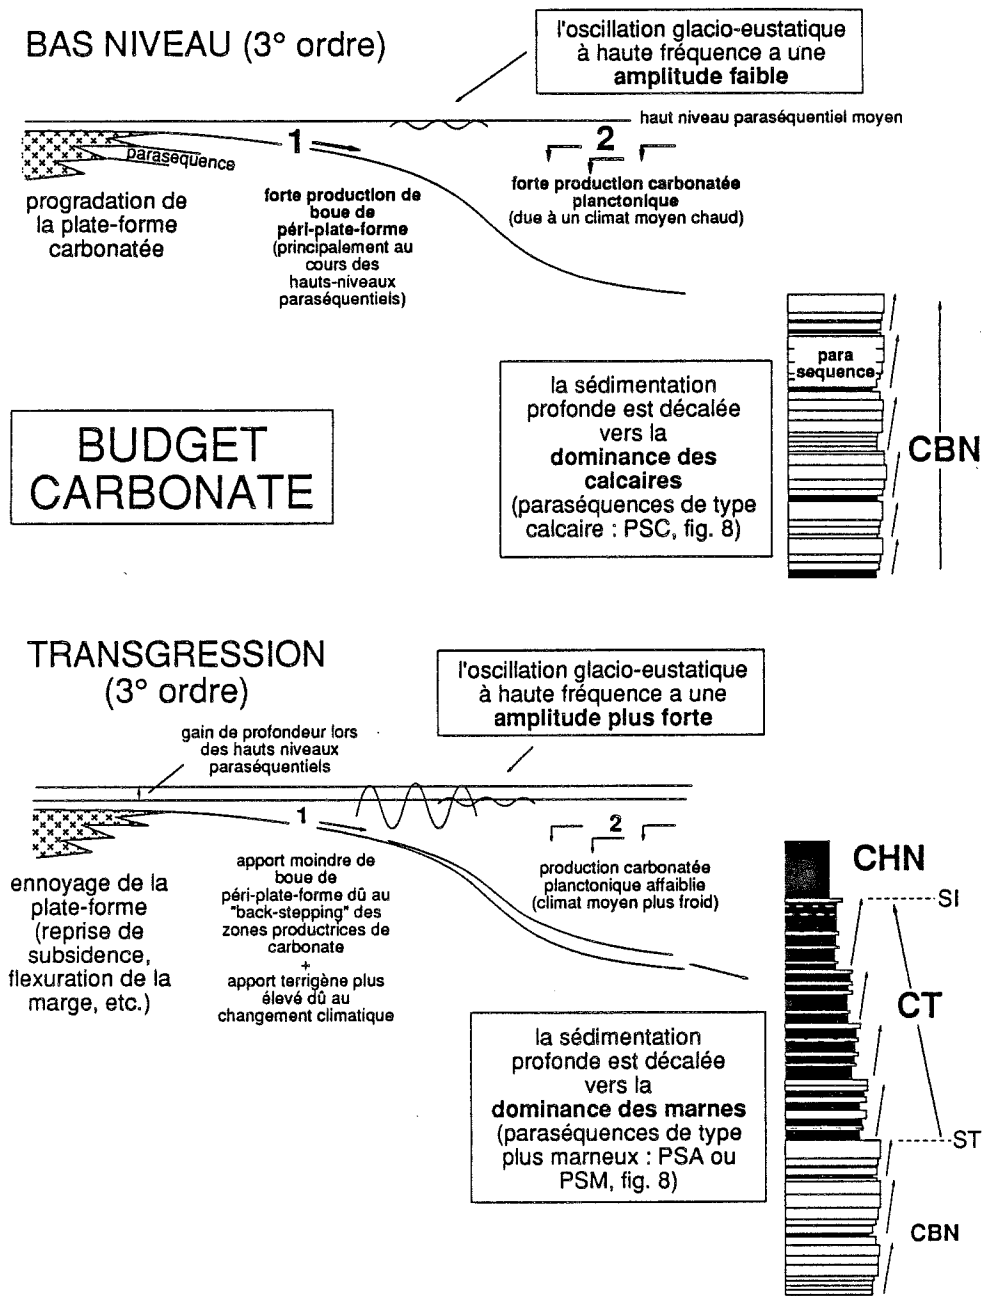 BAS NIVEAU (3° ordre)
l'oscillation glacio-eustatique
à haute fréquence a une
amplitude faible
haut niveau paraséquentiel moyen
1
2
parasequence
progradation de
la plate-forme
carbonatée
forte production de
boue de
péri-plate-forme
(principalement au
cours des
hauts-niveaux
paraséquentiels)
forte production carbonatée
planctonique
(due à un climat moyen chaud)
para
sequence
CBN
BUDGET
CARBONATE
la sédimentation
profonde est décalée
vers la
dominance des
calcaires
(paraséquences de type
calcaire : PSC, fig. 8)
TRANSGRESSION
(3° ordre)
l'oscillation glacio-eustatique
à haute fréquence a une
amplitude plus forte
gain de profondeur lors
des hauts niveaux
paraséquentiels
1
2
ennoyage de la
plate-forme
(reprise de
subsidence,
flexuration de la
marge, etc.)
apport moindre de
boue de
péri-plate-forme dû au
"back-stepping" des
zones productrices de
carbonate
+
apport terrigène plus
élevé dû au
changement climatique
production carbonatée
planctonique affaiblie
(climat moyen plus froid)
CHN
SI
CT
ST
CBN
la sédimentation
profonde est décalée
vers la
dominance des marnes
(paraséquences de type
plus marneux : PSA ou
PSM, fig. 8)